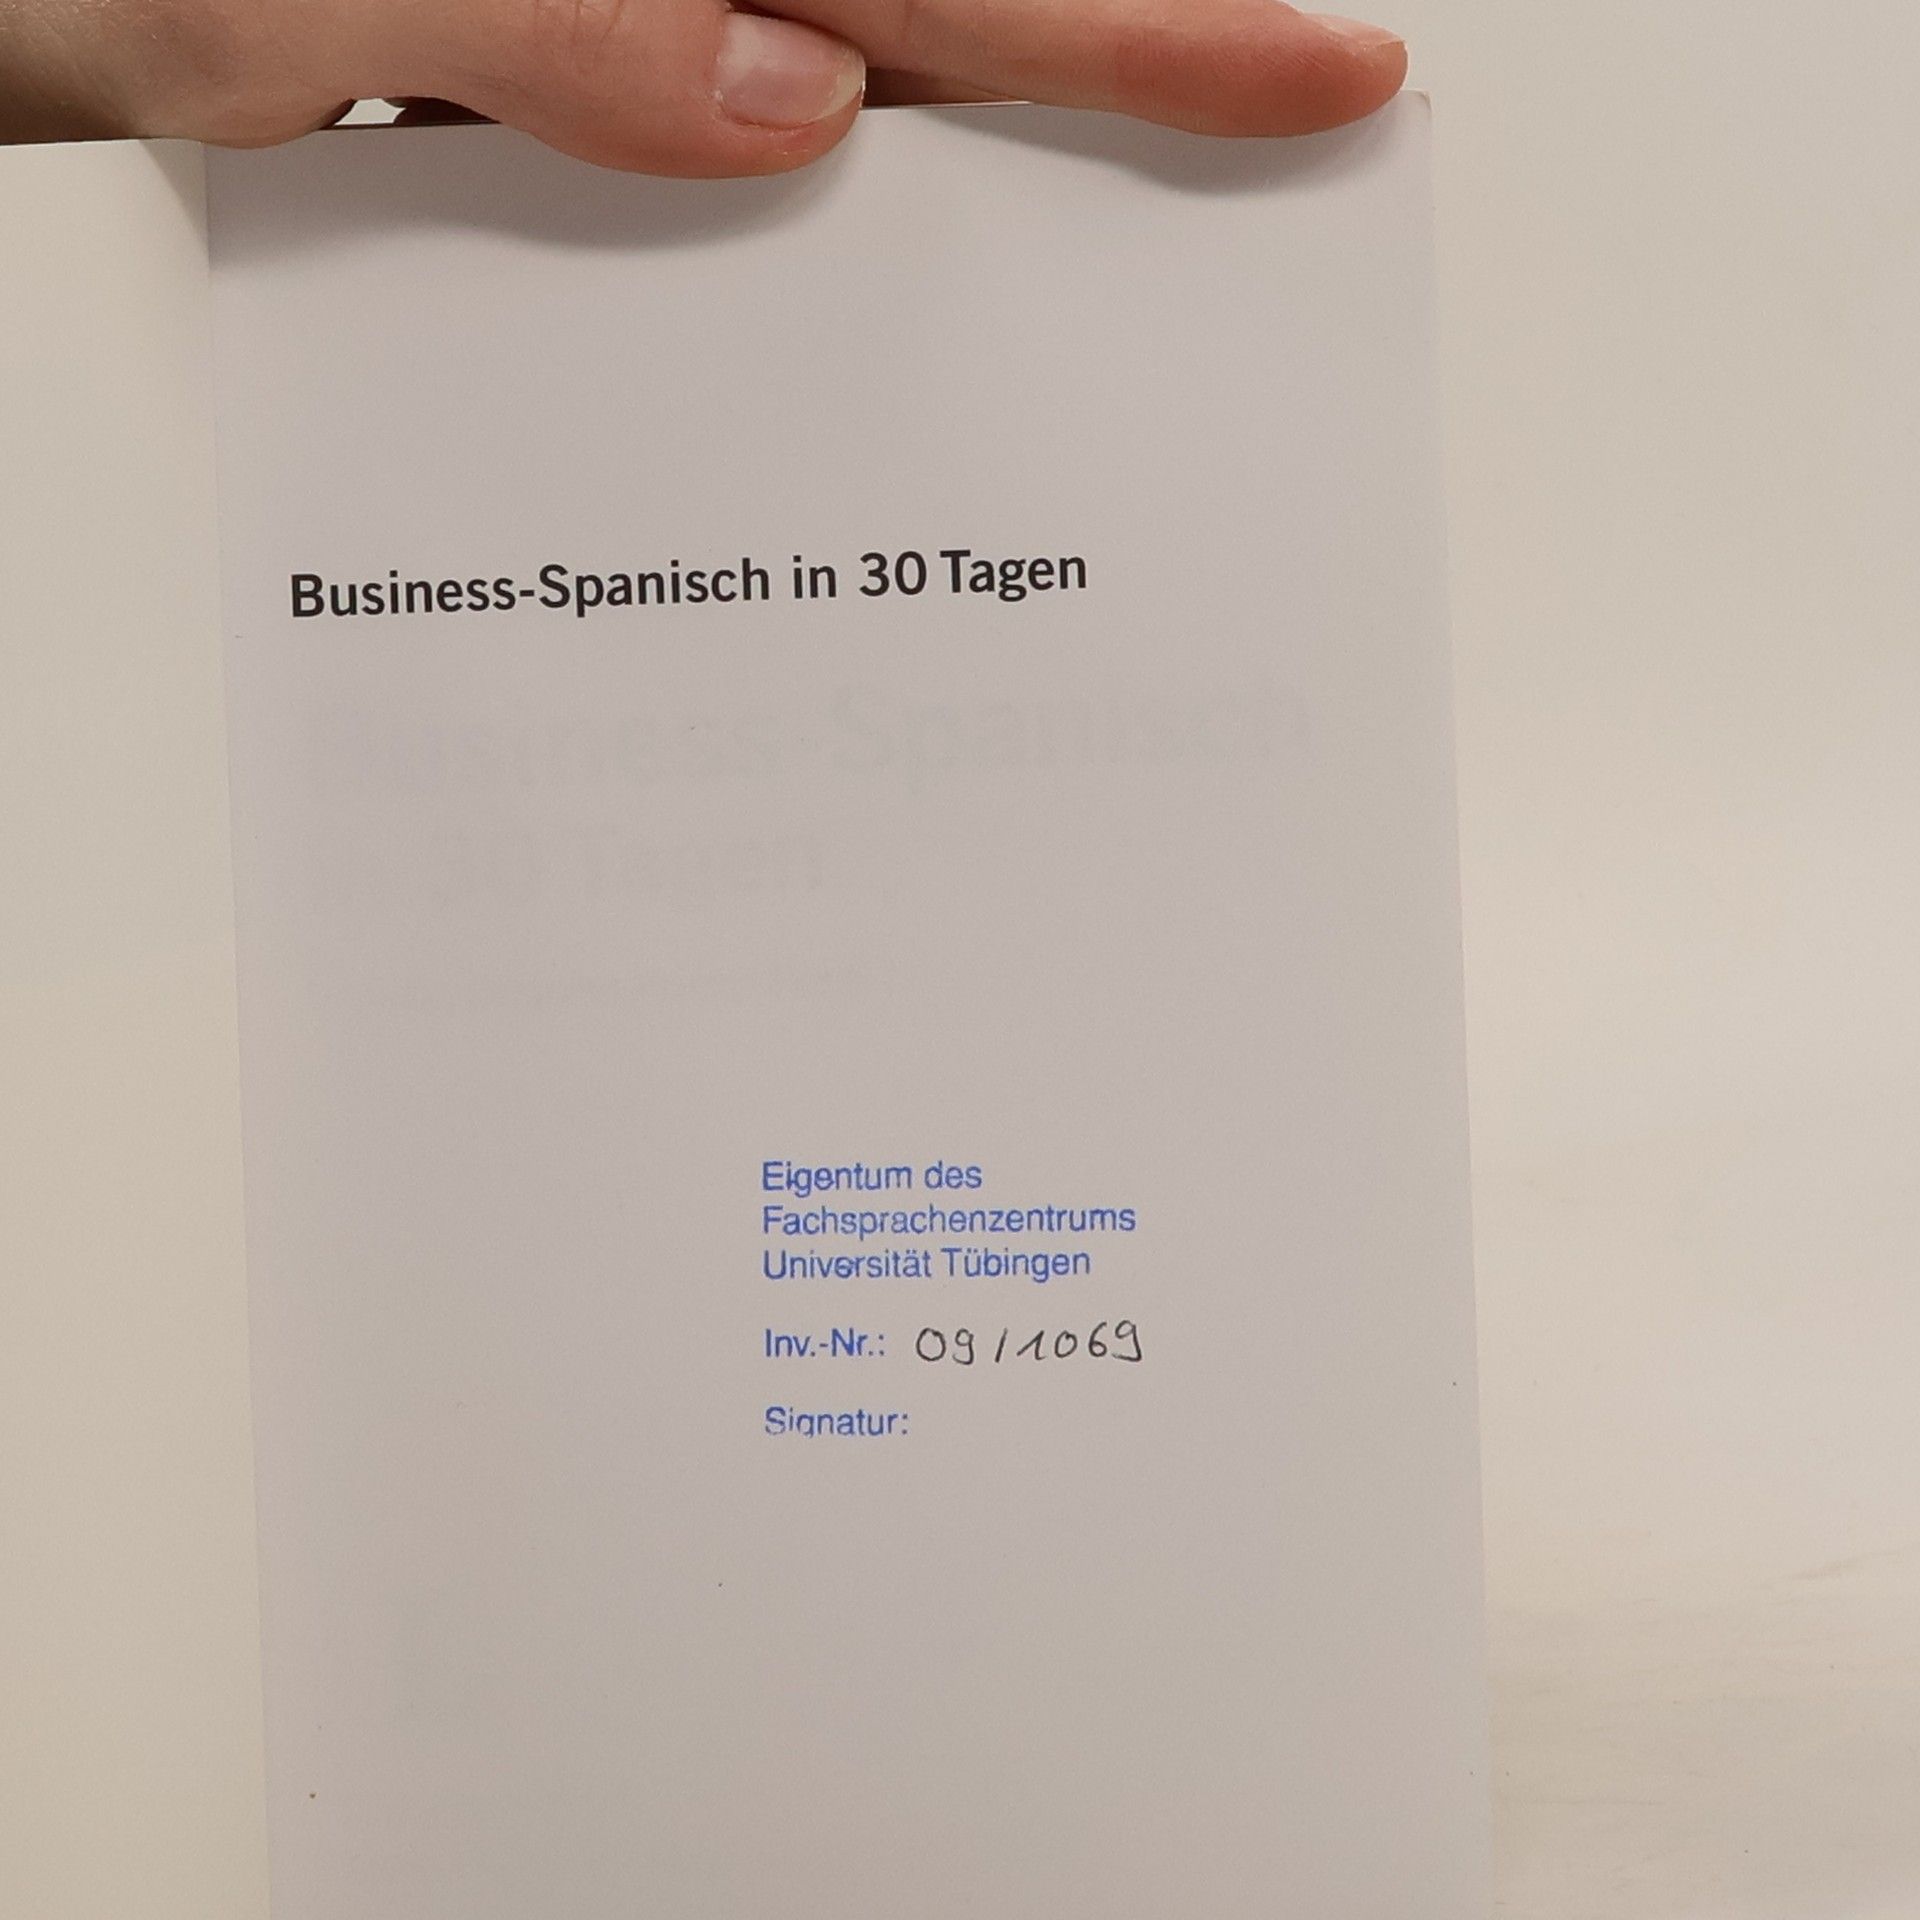 Business-Spanisch in 30 Tagen
Eigentum des
Fachsprachenzentrums
Universität Tübingen
Inv.-Nr.: 09/1069
Signatur: